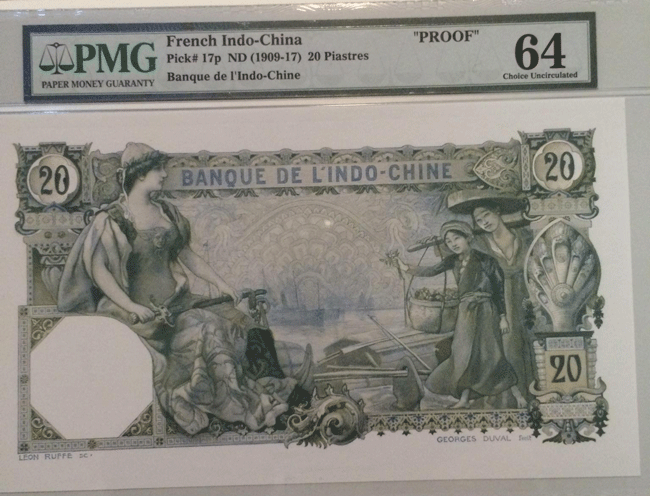 PMG
PAPER MONEY GUARANTY
French Indo-China "PROOF"
Pick# 17p ND (1909-17) 20 Piastres
Banque de l'Indo-Chine
64
Choice Uncirculated
20
BANQUE DE L'INDO-CHINE
20
20
LEON RUFFE SC.
GEORGES DUVAL